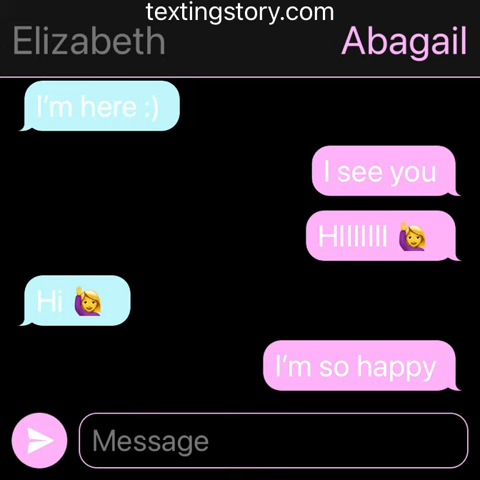 textingstory.com
Elizabeth Abagail
I'm here :)
I see you
HIIIIIII 🙋‍♀️
Hi 🙋‍♀️
I'm so happy
Message